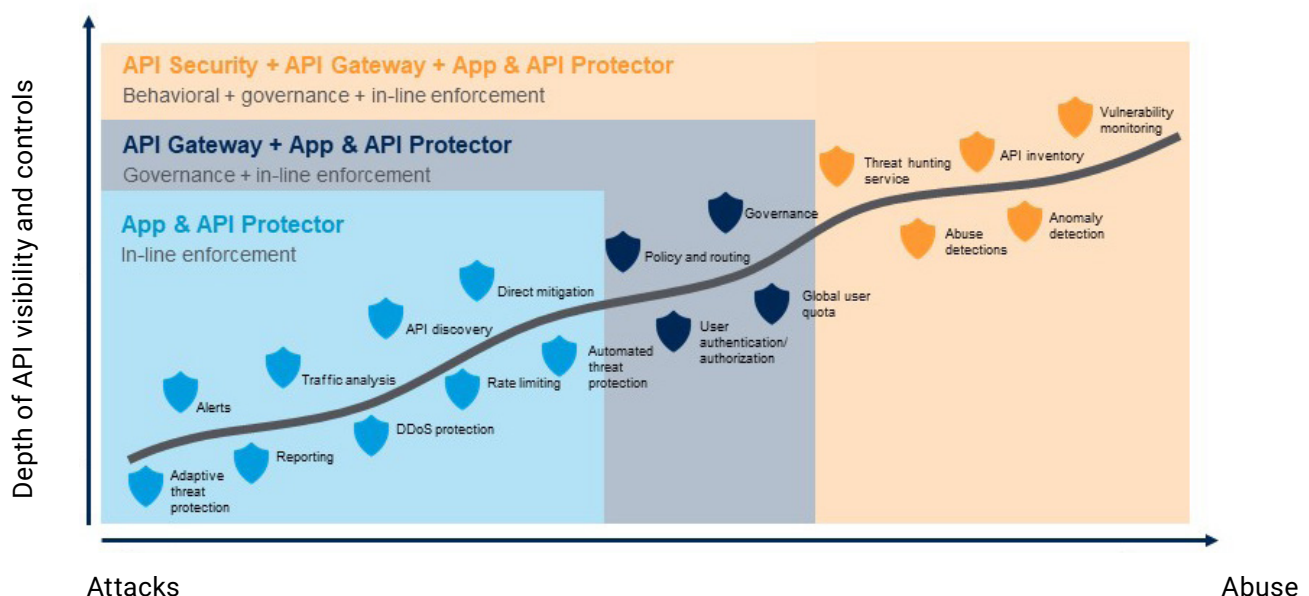 API Security + API Gateway + App & API Protector
Behavioral + governance + in-line enforcement
API Gateway + App & API Protector
Governance + in-line enforcement
App & API Protector
In-line enforcement
Depth of API visibility and controls
Vulnerability
monitoring
Threat hunting
service
API inventory
Governance
Anomaly
detection
Abuse
detections
Policy and routing
Direct mitigation
Global user
quota
API discovery
User
authentication/
authorization
Automated
threat
protection
Traffic analysis
Rate limiting
Alerts
DDoS protection
Reporting
Adaptive
threat
protection
Attacks
Abuse